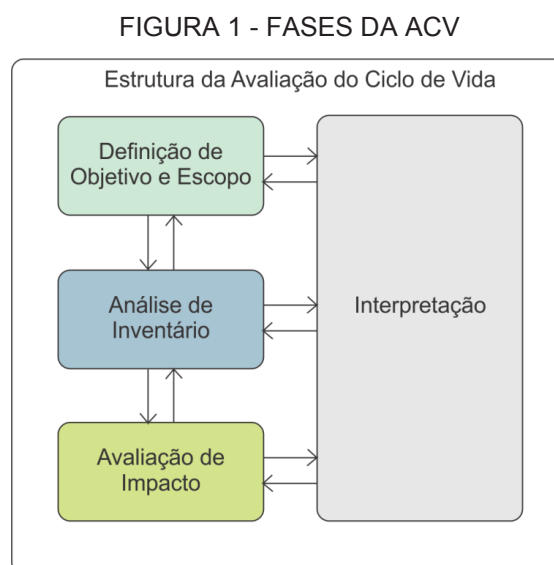 FIGURA 1 - FASES DA ACV
Estrutura da Avaliação do Ciclo de Vida
Definição de
Objetivo e Escopo
Análise de
Inventário
Interpretação
Avaliação de
Impacto